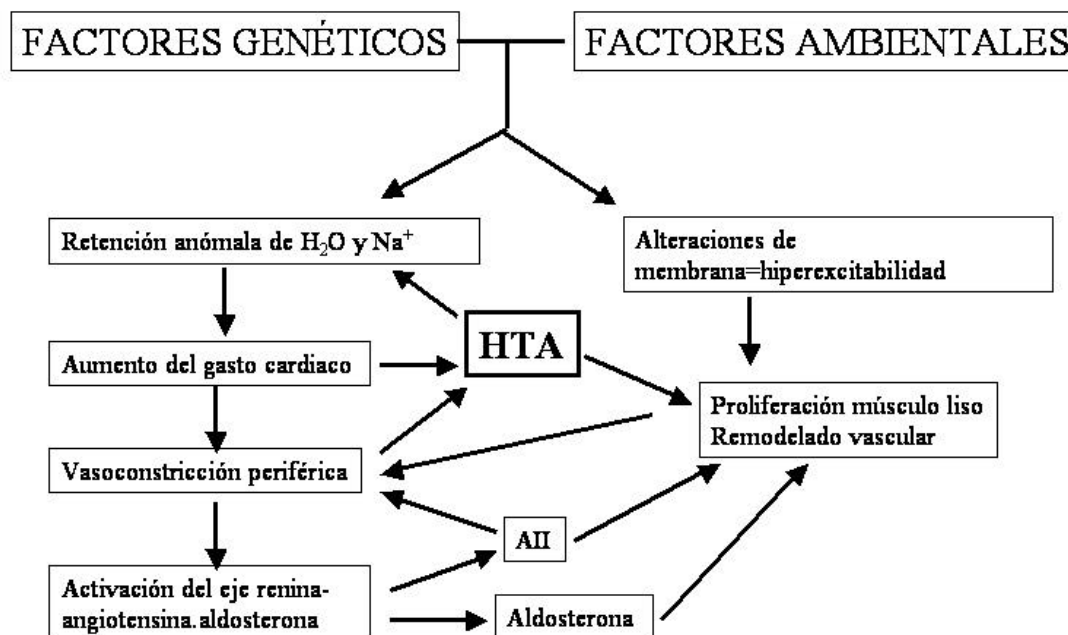 FACTORES GENÉTICOS
FACTORES AMBIENTALES
Retención anómala de H₂O y Na⁺
Alteraciones de
membrana=hiperexcitabilidad
HTA
Aumento del gasto cardiaco
Proliferación músculo liso
Remodelado vascular
Vasoconstricción periférica
AII
Activación del eje renina-
angiotensina.aldosterona
Aldosterona